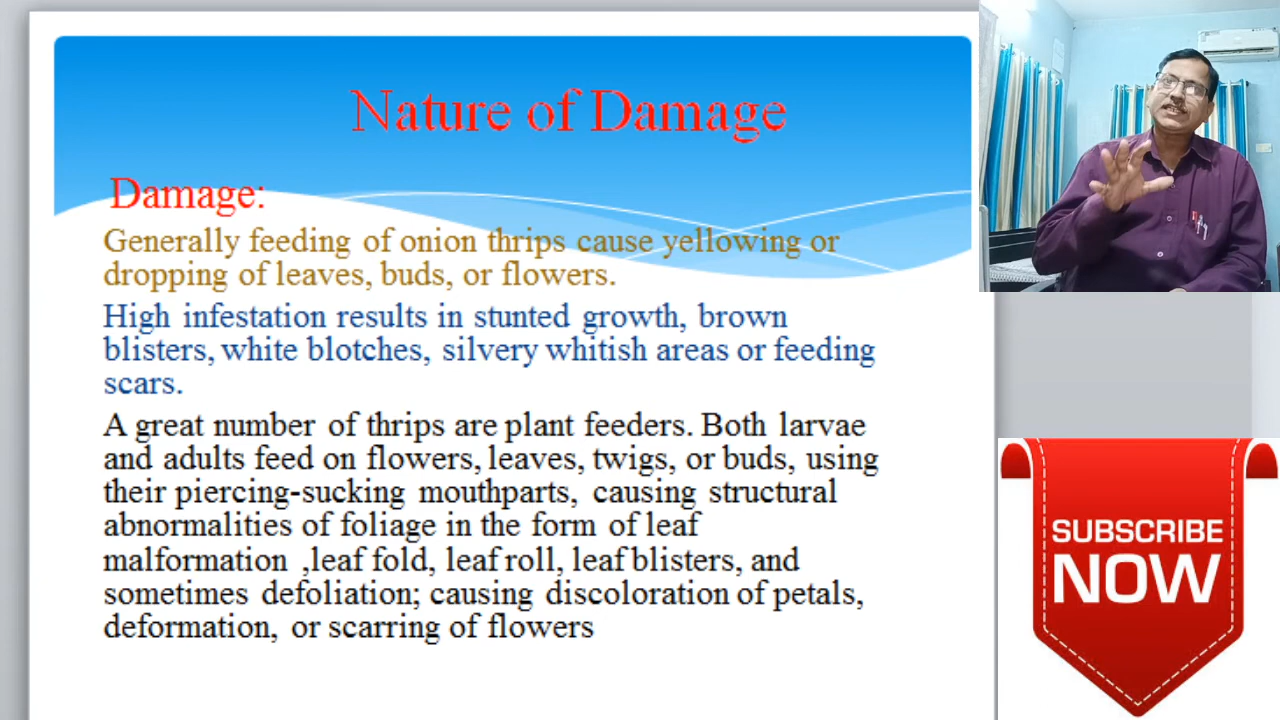 Nature of Damage
Damage:
Generally feeding of onion thrips cause yellowing or
dropping of leaves, buds, or flowers.
High infestation results in stunted growth, brown
blisters, white blotches, silvery whitish areas or feeding
scars.
A great number of thrips are plant feeders. Both larvae
and adults feed on flowers, leaves, twigs, or buds, using
their piercing-sucking mouthparts, causing structural
abnormalities of foliage in the form of leaf
malformation ,leaf fold, leaf roll, leaf blisters, and
sometimes defoliation; causing discoloration of petals,
deformation, or scarring of flowers
SUBSCRIBE
NOW